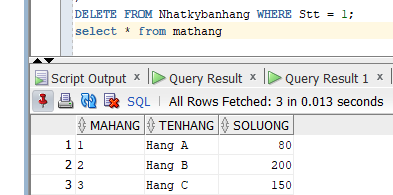 ;
DELETE FROM Nhatkybanhang WHERE Stt = 1;
select * from mathang
Script Output x Query Result x Query Result 1 x
SQL | All Rows Fetched: 3 in 0.013 seconds
MAHANG TENHANG SOLUONG
1 1 Hang A 80
2 2 Hang B 200
3 3 Hang C 150